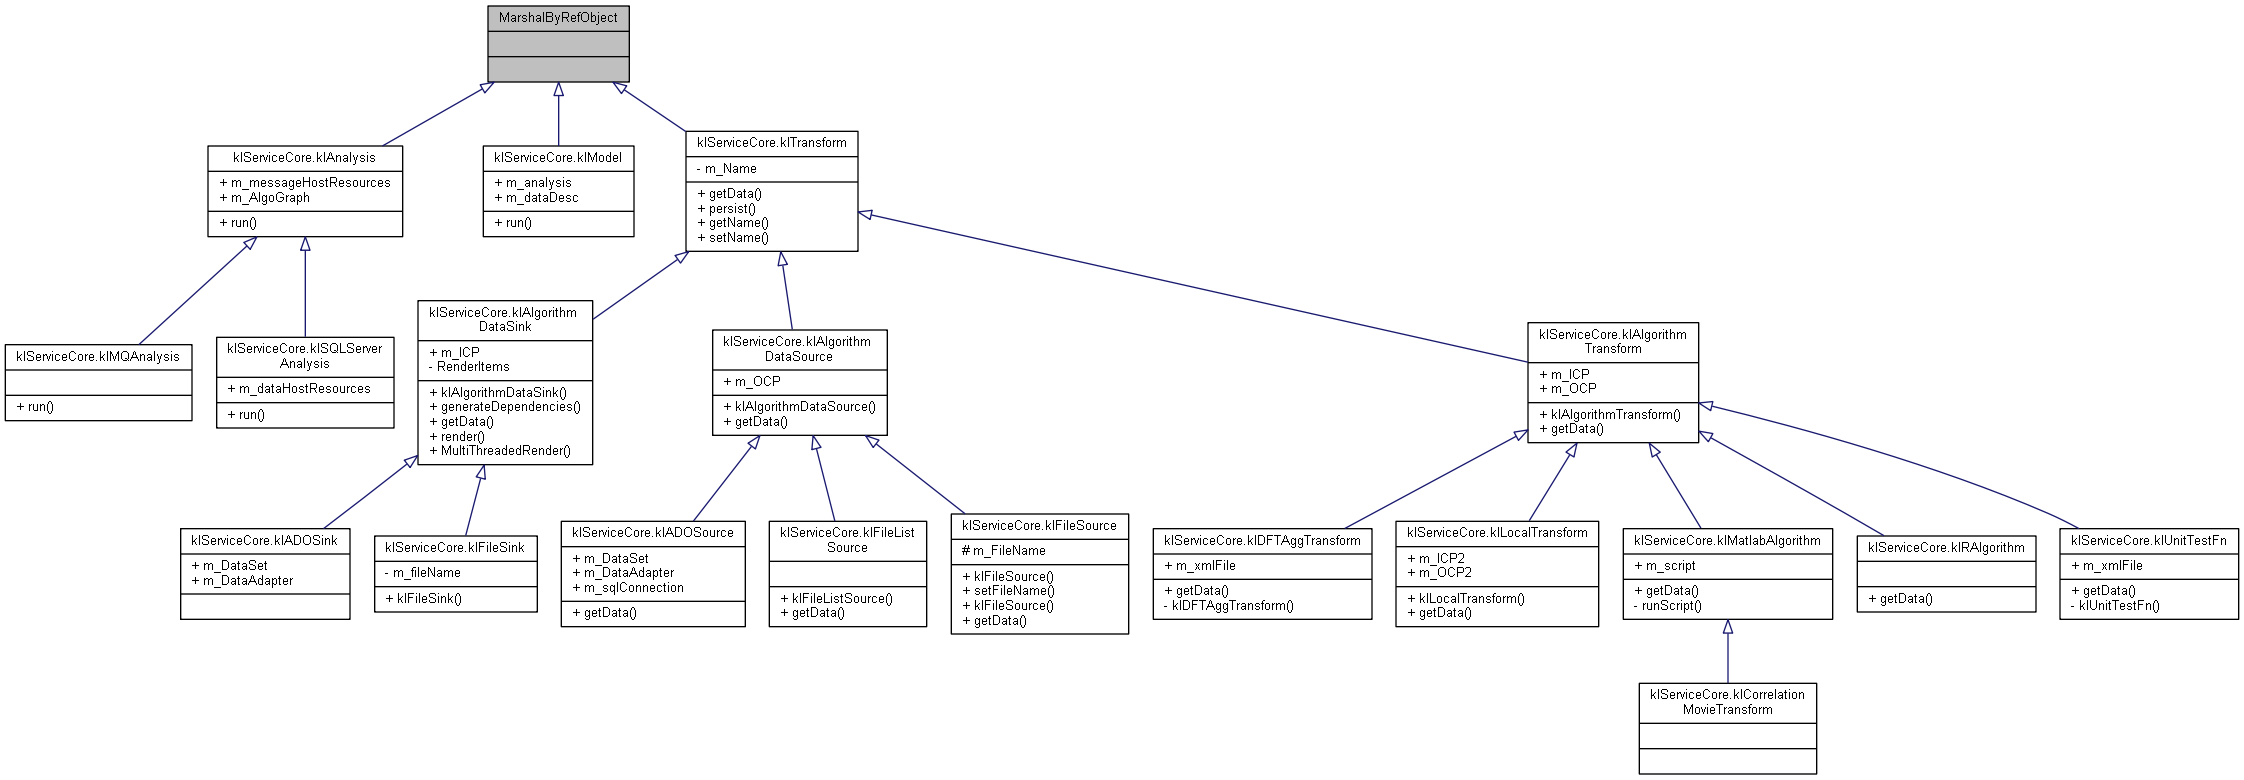 MarshalByRefObject
klServiceCore.klAnalysis
+ m_messageHostResources
+ m_AlgoGraph
+ run()
klServiceCore.klModel
+ m_analysis
+ m_dataDesc
+ run()
klServiceCore.klTransform
- m_Name
+ getData()
+ persist()
+ getName()
+ setName()
klServiceCore.klMQAnalysis
+ run()
klServiceCore.klSQLServer
Analysis
+ m_dataHostResources
+ run()
klServiceCore.klAlgorithm
DataSink
+ m_ICP
- RenderItems
+ klAlgorithmDataSink()
+ generateDependencies()
+ getData()
+ render()
+ MultiThreadedRender()
klServiceCore.klAlgorithm
DataSource
+ m_OCP
+ klAlgorithmDataSource()
+ getData()
klServiceCore.klAlgorithm
Transform
+ m_ICP
+ m_OCP
+ klAlgorithmTransform()
+ getData()
klServiceCore.klADOSink
+ m_DataSet
+ m_DataAdapter
klServiceCore.klFileSink
- m_fileName
+ klFileSink()
klServiceCore.klADOSource
+ m_DataSet
+ m_DataAdapter
+ m_sqlConnection
+ getData()
klServiceCore.klFileList
Source
+ klFileListSource()
+ getData()
klServiceCore.klFileSource
# m_FileName
+ klFileSource()
+ setFileName()
+ klFileSource()
+ getData()
klServiceCore.klDFTAggTransform
+ m_xmlFile
+ getData()
- klDFTAggTransform()
klServiceCore.klLocalTransform
+ m_ICP2
+ m_OCP2
+ klLocalTransform()
+ getData()
klServiceCore.klMatlabAlgorithm
+ m_script
+ getData()
- runScript()
klServiceCore.klRAlgorithm
+ getData()
klServiceCore.klUnitTestFn
+ m_xmlFile
+ getData()
- klUnitTestFn()
klServiceCore.klCorrelation
MovieTransform